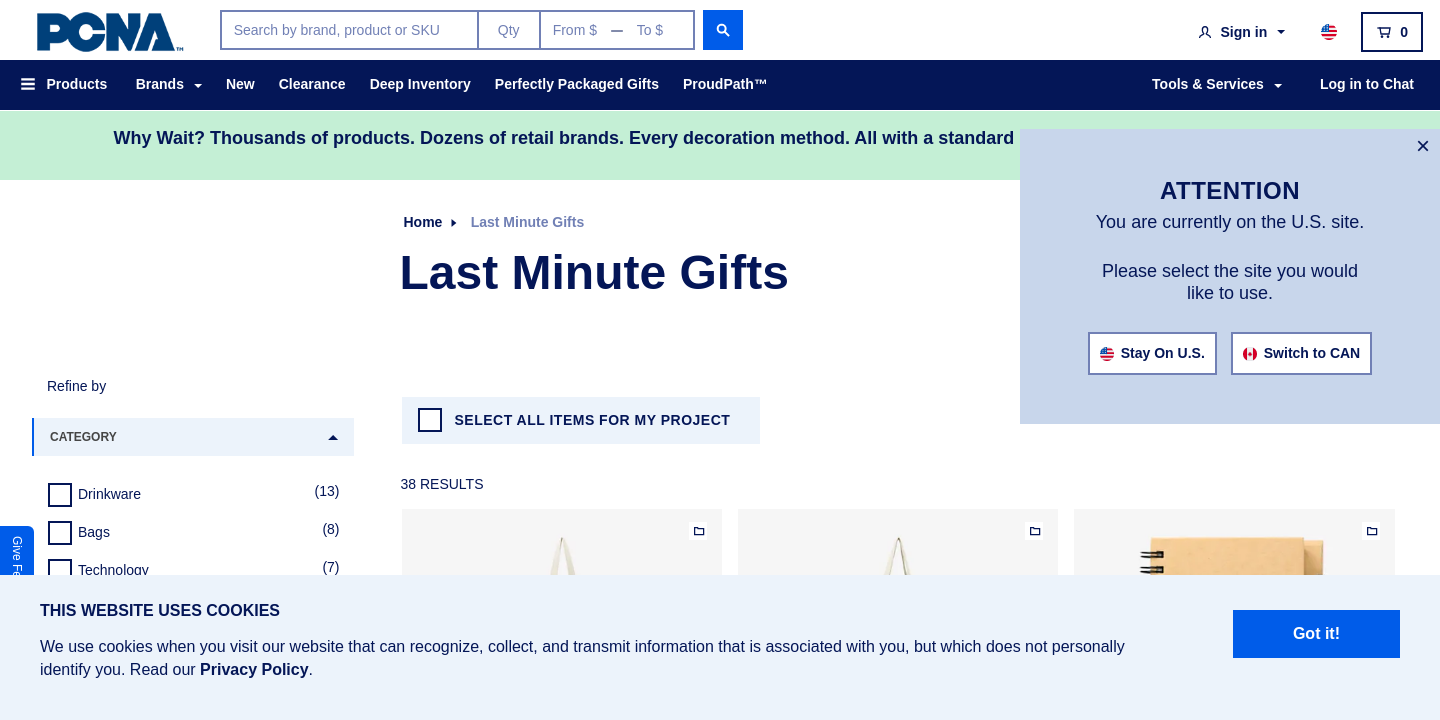 PCNA™
Search by brand, product or SKU
Qty
From $ — To $
Sign in
0
Products
Brands
New
Clearance
Deep Inventory
Perfectly Packaged Gifts
ProudPath™
Tools & Services
Log in to Chat
Why Wait? Thousands of products. Dozens of retail brands. Every decoration method. All with a standard
ATTENTION
You are currently on the U.S. site.
Please select the site you would
like to use.
Stay On U.S.
Switch to CAN
Home
Last Minute Gifts
Last Minute Gifts
Refine by
CATEGORY
Drinkware (13)
Bags (8)
Technology (7)
SELECT ALL ITEMS FOR MY PROJECT
38 RESULTS
Give
THIS WEBSITE USES COOKIES
We use cookies when you visit our website that can recognize, collect, and transmit information that is associated with you, but which does not personally
identify you. Read our Privacy Policy.
Got it!